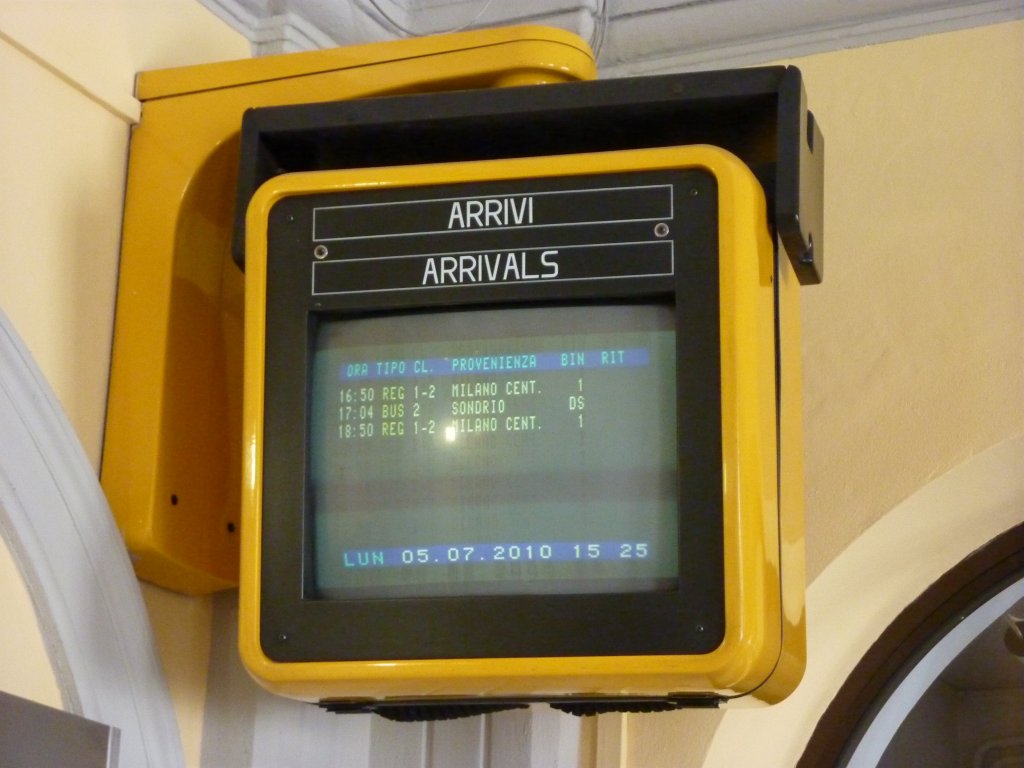 ARRIVI
ARRIVALS
ORA TIPO CL. PROVENIENZA BIN RIT
16:50 REG 1-2 MILANO CENT. 1
17:04 BUS 2 SONDRIO DS
18:50 REG 1-2 MILANO CENT. 1
LUN 05.07.2010 15 25